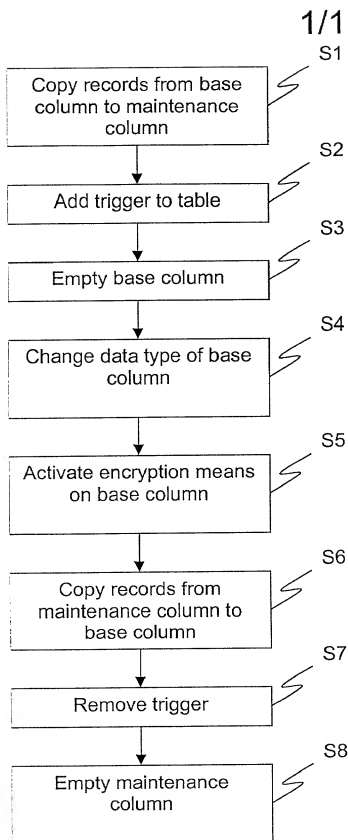 1/1
S1
Copy records from base
column to maintenance
column
S2
Add trigger to table
S3
Empty base column
S4
Change data type of base
column
S5
Activate encryption means
on base column
S6
Copy records from
maintenance column to
base column
S7
Remove trigger
S8
Empty maintenance
column